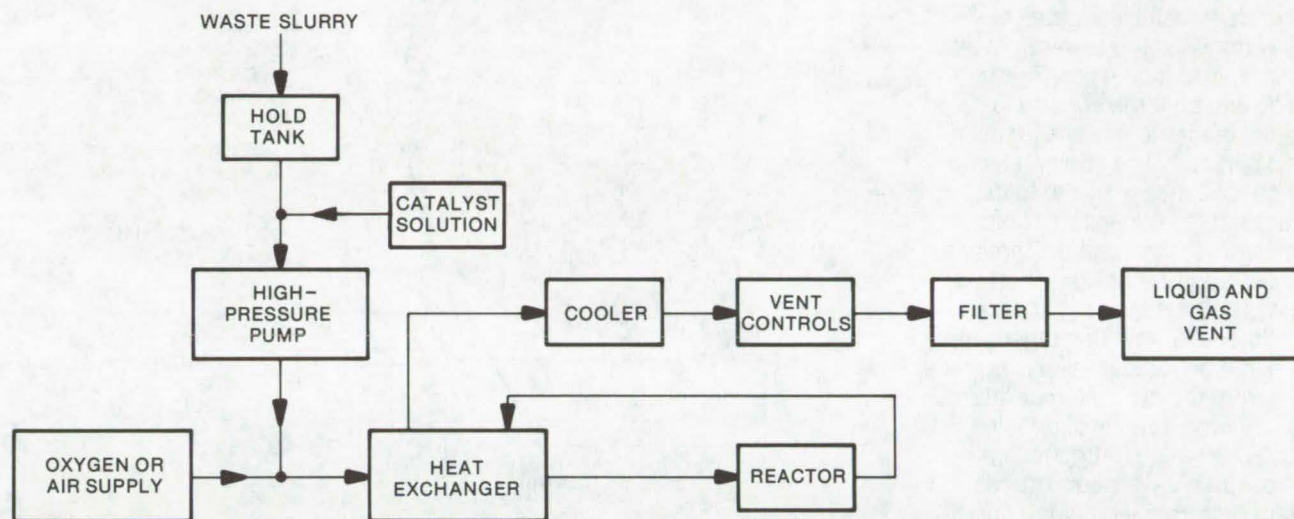 WASTE SLURRY
HOLD
TANK
CATALYST
SOLUTION
HIGH–
PRESSURE
PUMP
COOLER
VENT
CONTROLS
FILTER
LIQUID AND
GAS
VENT
OXYGEN OR
AIR SUPPLY
HEAT
EXCHANGER
REACTOR